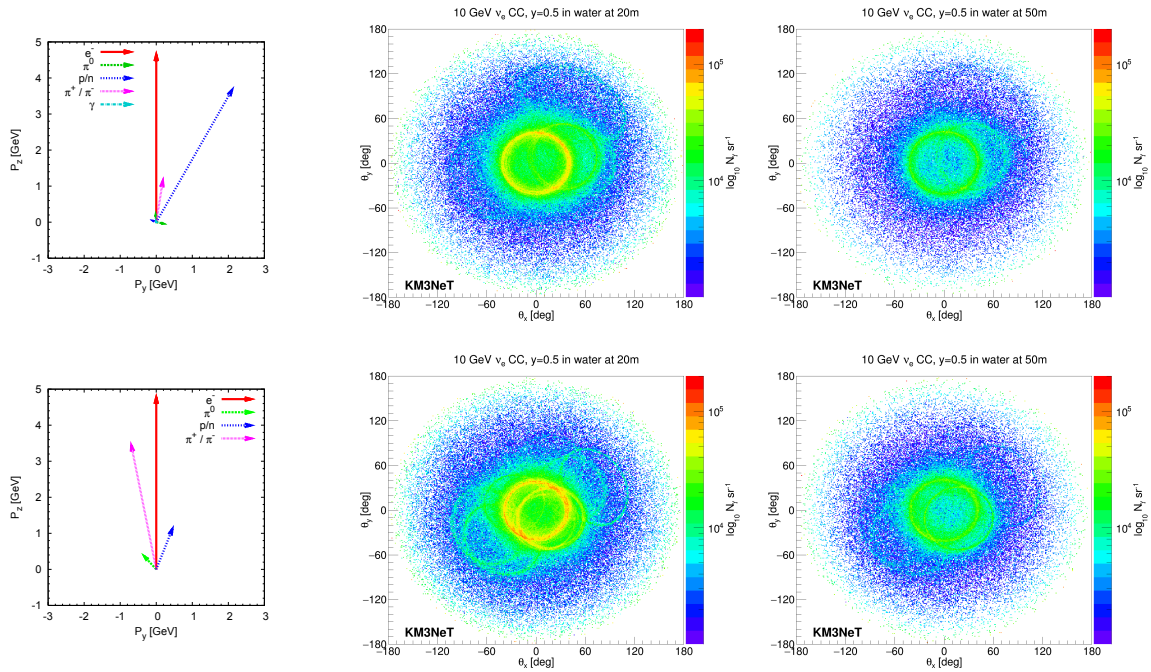 e⁻
π⁰
p/n
π⁺ / π⁻
γ
5
4
3
2
1
0
-1
P_z [GeV]
-3 -2 -1 0 1 2 3
P_y [GeV]
10 GeV ν_e CC, y=0.5 in water at 20m
180
120
60
0
−60
−120
−180
θ_y [deg]
KM3NeT
−180 −120 −60 0 60 120 180
θ_x [deg]
10⁵
10⁴
log₁₀ N_γ sr⁻¹
10 GeV ν_e CC, y=0.5 in water at 50m
180
120
60
0
−60
−120
−180
θ_y [deg]
KM3NeT
−180 −120 −60 0 60 120 180
θ_x [deg]
10⁵
10⁴
log₁₀ N_γ sr⁻¹
e⁻
π⁰
p/n
π⁺ / π⁻
5
4
3
2
1
0
-1
P_z [GeV]
-3 -2 -1 0 1 2 3
P_y [GeV]
10 GeV ν_e CC, y=0.5 in water at 20m
180
120
60
0
−60
−120
−180
θ_y [deg]
KM3NeT
−180 −120 −60 0 60 120 180
θ_x [deg]
10⁵
10⁴
log₁₀ N_γ sr⁻¹
10 GeV ν_e CC, y=0.5 in water at 50m
180
120
60
0
−60
−120
−180
θ_y [deg]
KM3NeT
−180 −120 −60 0 60 120 180
θ_x [deg]
10⁵
10⁴
log₁₀ N_γ sr⁻¹